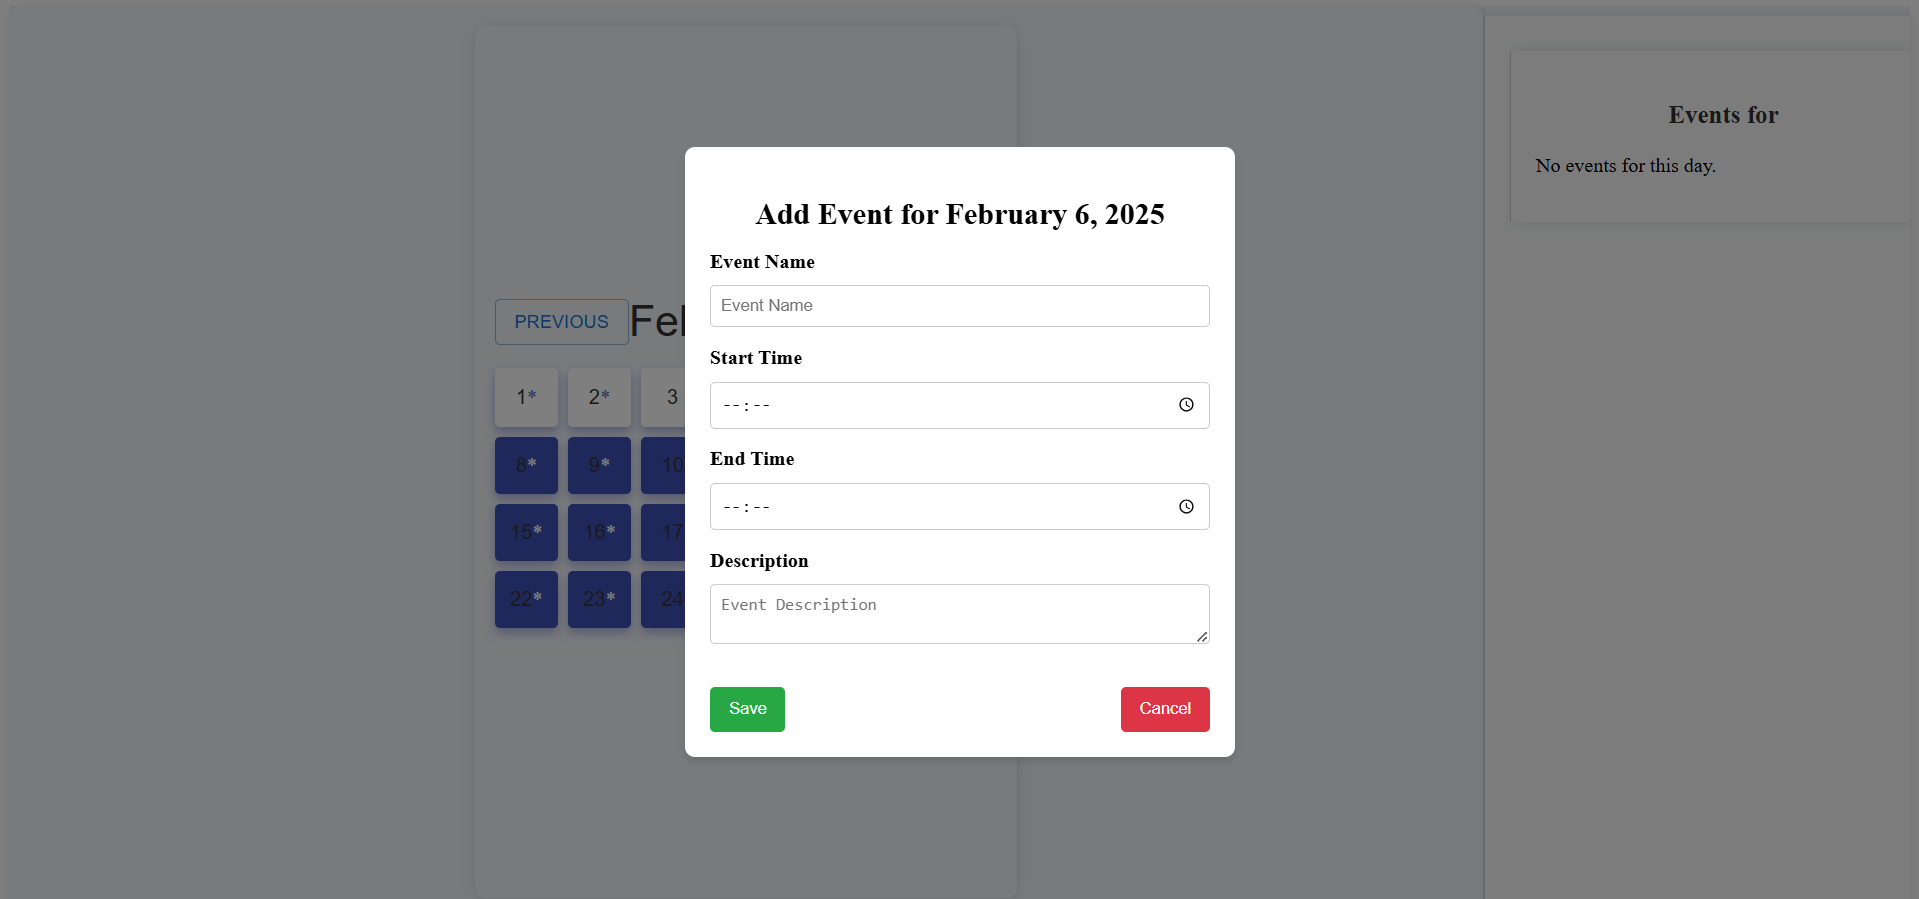 Events for
No events for this day.
Add Event for February 6, 2025
Event Name
Event Name
Start Time
--:--
End Time
--:--
Description
Event Description
Save
Cancel
PREVIOUS
1* 2* 3
8* 9* 10
15* 16* 17
22* 23* 24